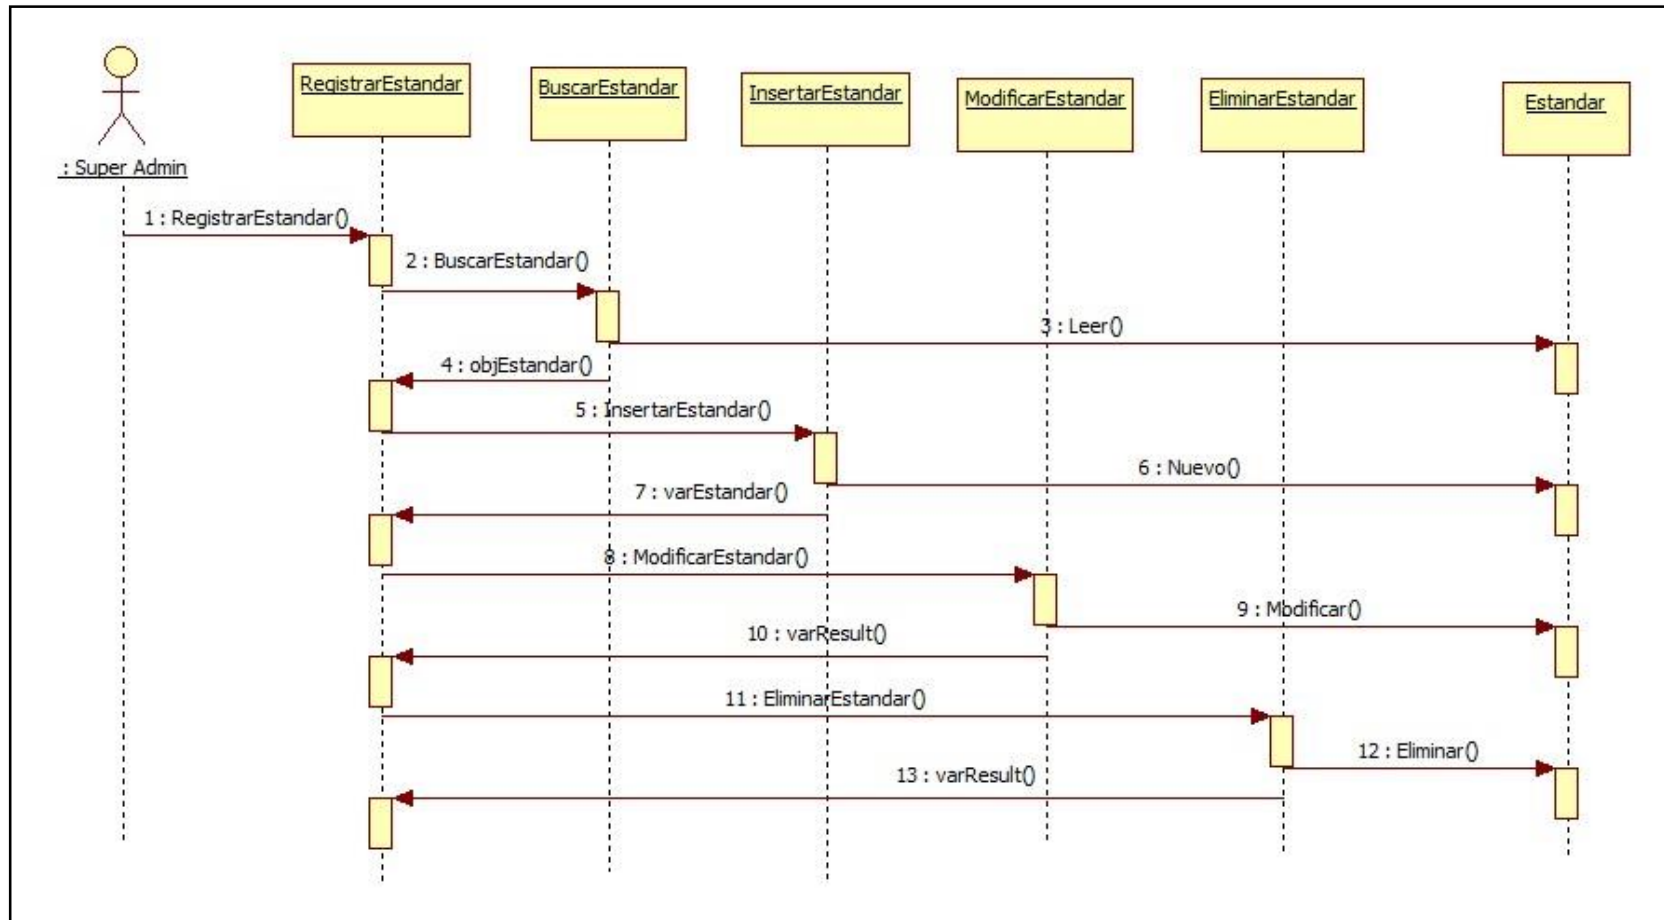 RegistrarEstandar
BuscarEstandar
InsertarEstandar
ModificarEstandar
EliminarEstandar
Estandar
: Super Admin
1 : RegistrarEstandar()
2 : BuscarEstandar()
3 : Leer()
4 : objEstandar()
5 : InsertarEstandar()
6 : Nuevo()
7 : varEstandar()
8 : ModificarEstandar()
9 : Modificar()
10 : varResult()
11 : EliminarEstandar()
12 : Eliminar()
13 : varResult()